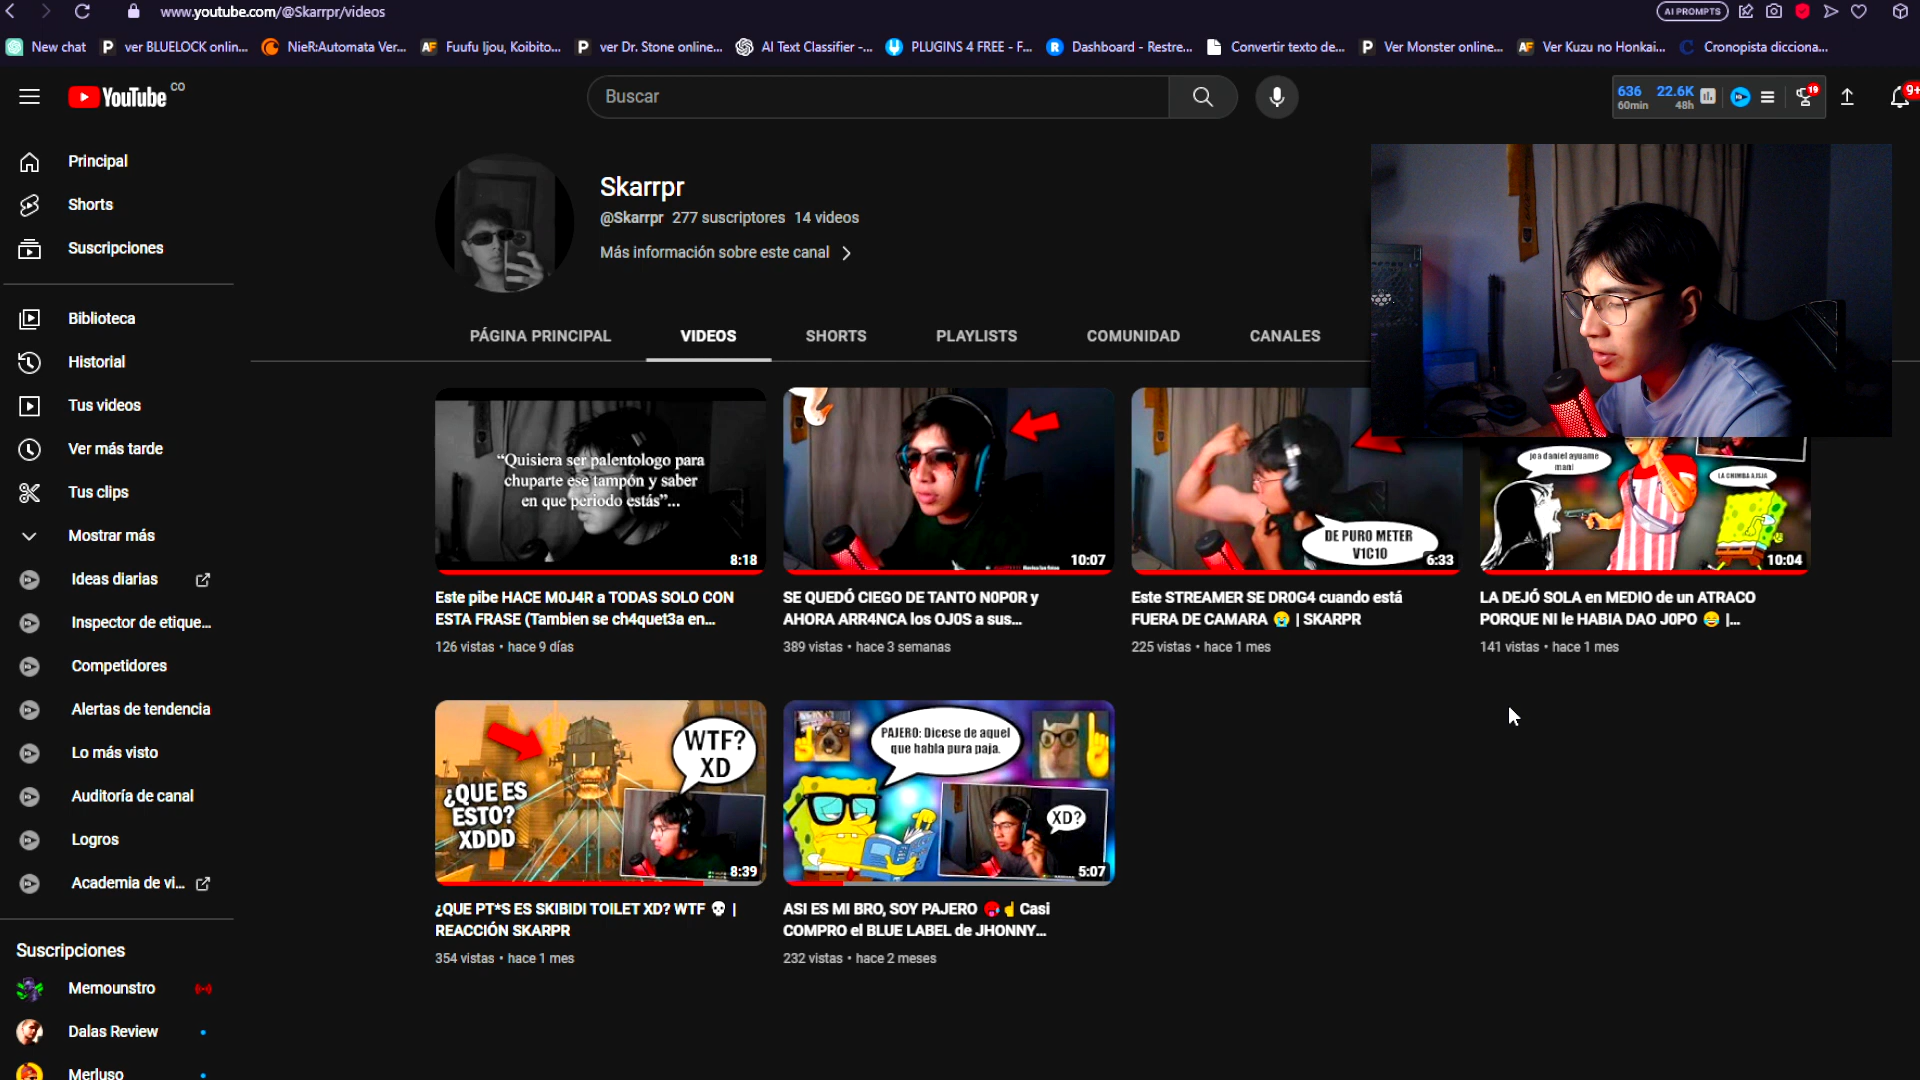 www.youtube.com/@Skarrpr/videos
AI PROMPTS
New chat
ver BLUELOCK onlin...
NieR:Automata Ver...
Fuufu Ijou, Koibito...
ver Dr. Stone online...
AI Text Classifier -...
PLUGINS 4 FREE - F...
Dashboard - Restre...
Convertir texto de...
Ver Monster online...
Ver Kuzu no Honkai...
Cronopista dicciona...
YouTube CO
Buscar
636 60min
22.6K 48h
19
9+
Principal
Shorts
Suscripciones
Biblioteca
Historial
Tus videos
Ver más tarde
Tus clips
Mostrar más
Ideas diarias
Inspector de etique...
Competidores
Alertas de tendencia
Lo más visto
Auditoría de canal
Logros
Academia de vi...
Suscripciones
Memounstro
Dalas Review
Merluso
Skarrpr
@Skarrpr 277 suscriptores 14 videos
Más información sobre este canal
PÁGINA PRINCIPAL
VIDEOS
SHORTS
PLAYLISTS
COMUNIDAD
CANALES
“Quisiera ser palentologo para
chuparte ese tampón y saber
en que periodo estás”...
8:18
Este pibe HACE M0J4R a TODAS SOLO CON
ESTA FRASE (Tambien se ch4quet3a en...
126 vistas • hace 9 días
10:07
SE QUEDÓ CIEGO DE TANTO N0P0R y
AHORA ARR4NCA los OJ0S a sus...
389 vistas • hace 3 semanas
DE PURO METER
V1C1O
6:33
Este STREAMER SE DR0G4 cuando está
FUERA DE CAMARA 😭 | SKARPR
225 vistas • hace 1 mes
joa daniel ayuame
mani
LA CHIMBA AJSJA
10:04
LA DEJÓ SOLA en MEDIO de un ATRACO
PORQUE NI le HABIA DAO J0PO 😂 |...
141 vistas • hace 1 mes
¿QUE ES
ESTO?
XDDD
WTF?
XD
8:39
¿QUE PT*S ES SKIBIDI TOILET XD? WTF 💀 |
REACCIÓN SKARPR
354 vistas • hace 1 mes
PAJERO: Dicese de aquel
que habla pura paja.
XD?
5:07
ASI ES MI BRO, SOY PAJERO 🥵☝ Casi
COMPRO el BLUE LABEL de JHONNY...
232 vistas • hace 2 meses